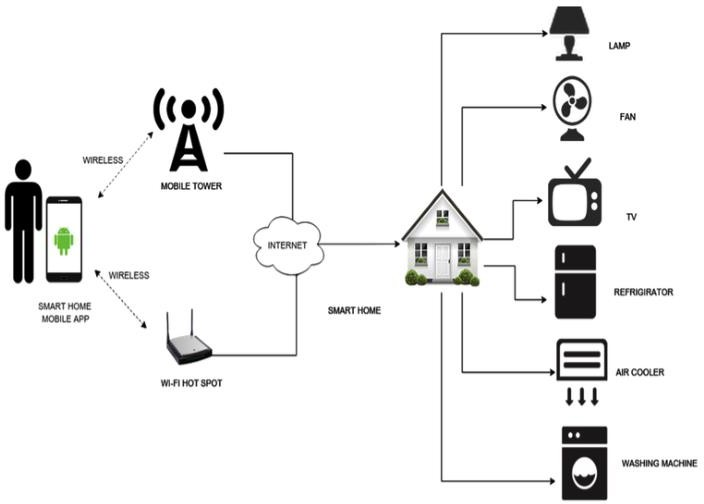 LAMP
FAN
WIRELESS
MOBILE TOWER
TV
INTERNET
WIRELESS
REFRIGIRATOR
SMART HOME
MOBILE APP
SMART HOME
WI-FI HOT SPOT
AIR COOLER
WASHING MACHINE